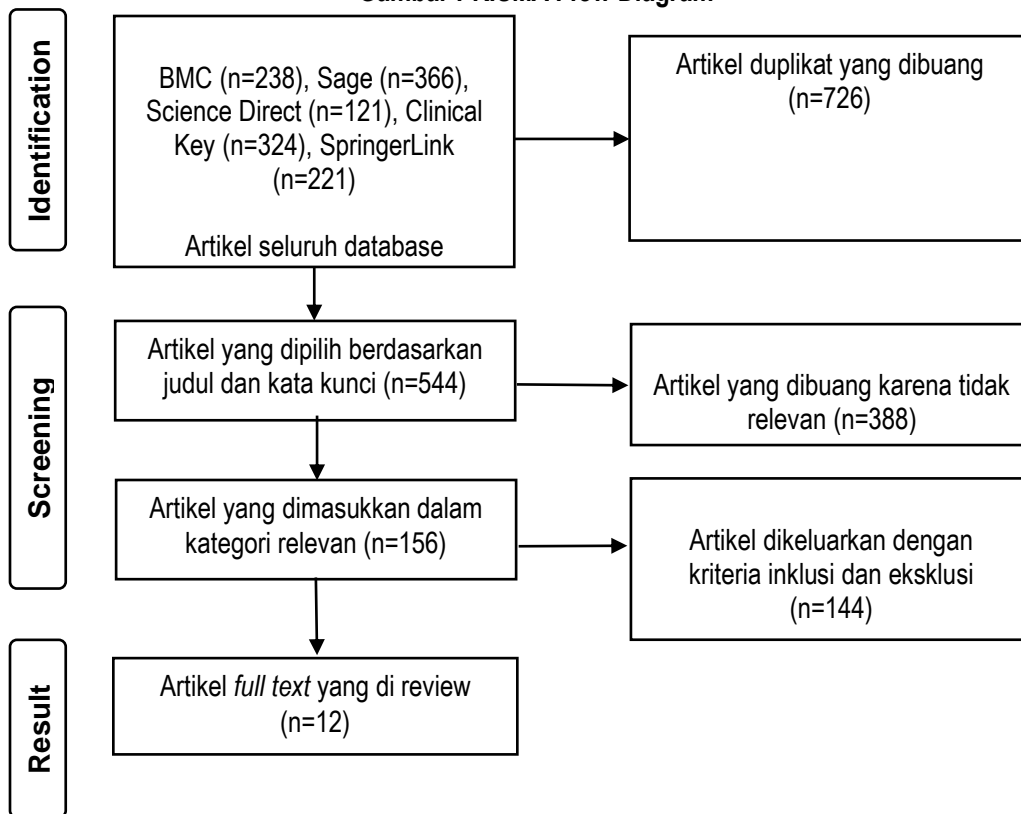 Gambar 1 PRISMA Flow Diagram
Identification
BMC (n=238), Sage (n=366),
Science Direct (n=121), Clinical
Key (n=324), SpringerLink
(n=221)
Artikel seluruh database
Artikel duplikat yang dibuang
(n=726)
Screening
Artikel yang dipilih berdasarkan
judul dan kata kunci (n=544)
Artikel yang dibuang karena tidak
relevan (n=388)
Artikel yang dimasukkan dalam
kategori relevan (n=156)
Artikel dikeluarkan dengan
kriteria inklusi dan eksklusi
(n=144)
Result
Artikel full text yang di review
(n=12)